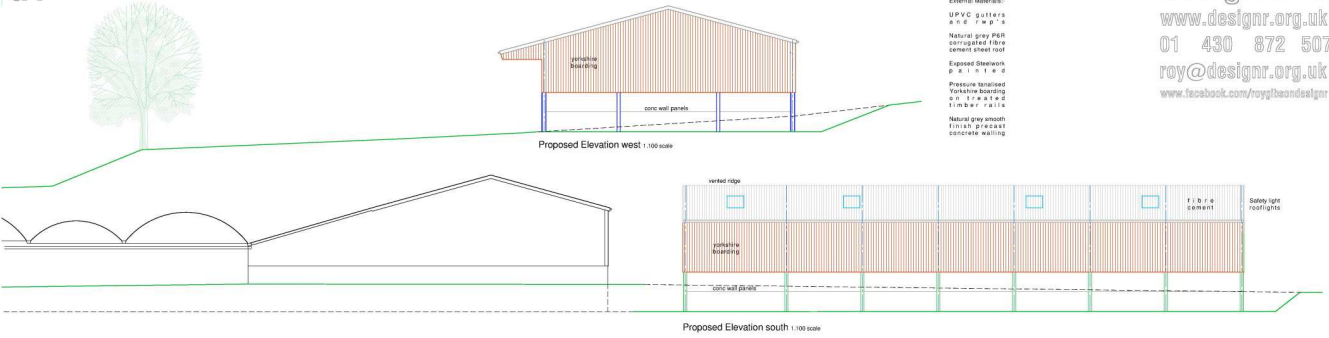 External Materials:-
UPVC gutters
and rwp's
Natural grey P6R
corrugated fibre
cement sheet roof
Exposed Steelwork
painted
Pressure tanalised
Yorkshire boarding
on treated
timber rails
Natural grey smooth
finish precast
concrete walling
www.designr.org.uk
01 430 872 507
roy@designr.org.uk
www.facebook.com/roygibsondesignr
yorkshire
boarding
conc wall panels
Proposed Elevation west 1.100 scale
vented ridge
fibre
cement
Safety light
rooflights
yorkshire
boarding
conc wall panels
Proposed Elevation south 1.100 scale